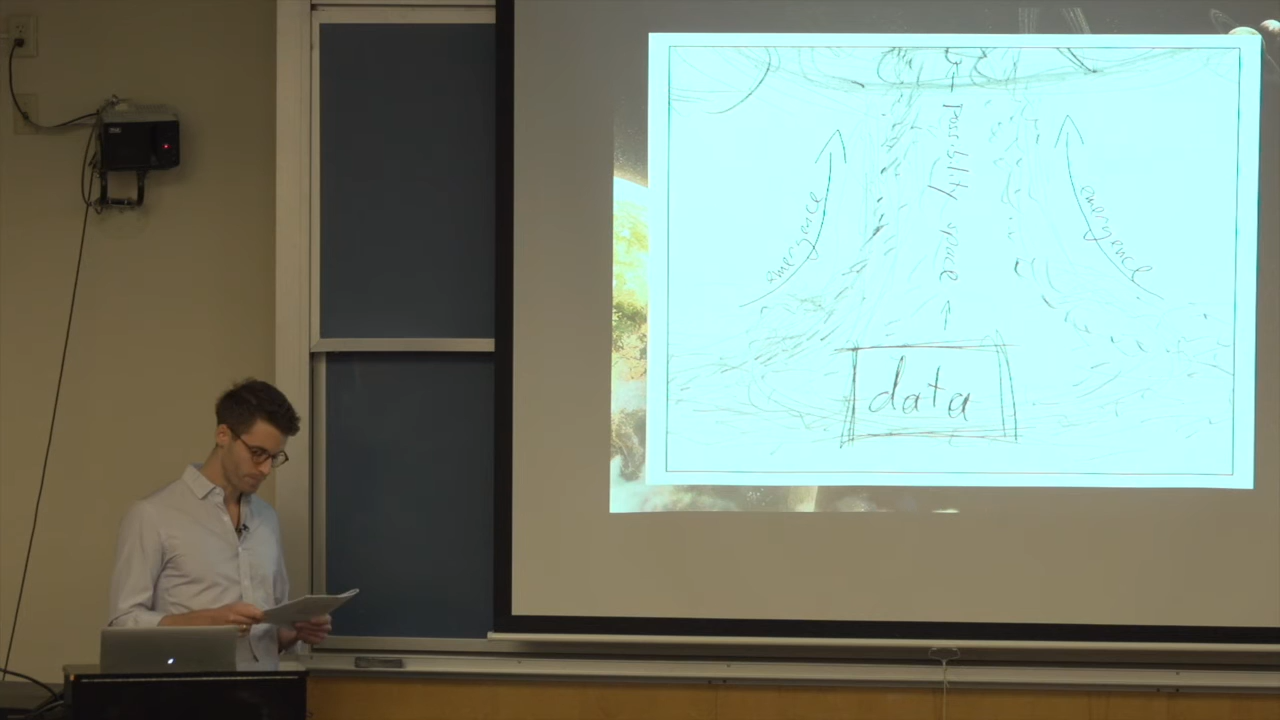 possibility space
emergence
emergence
data